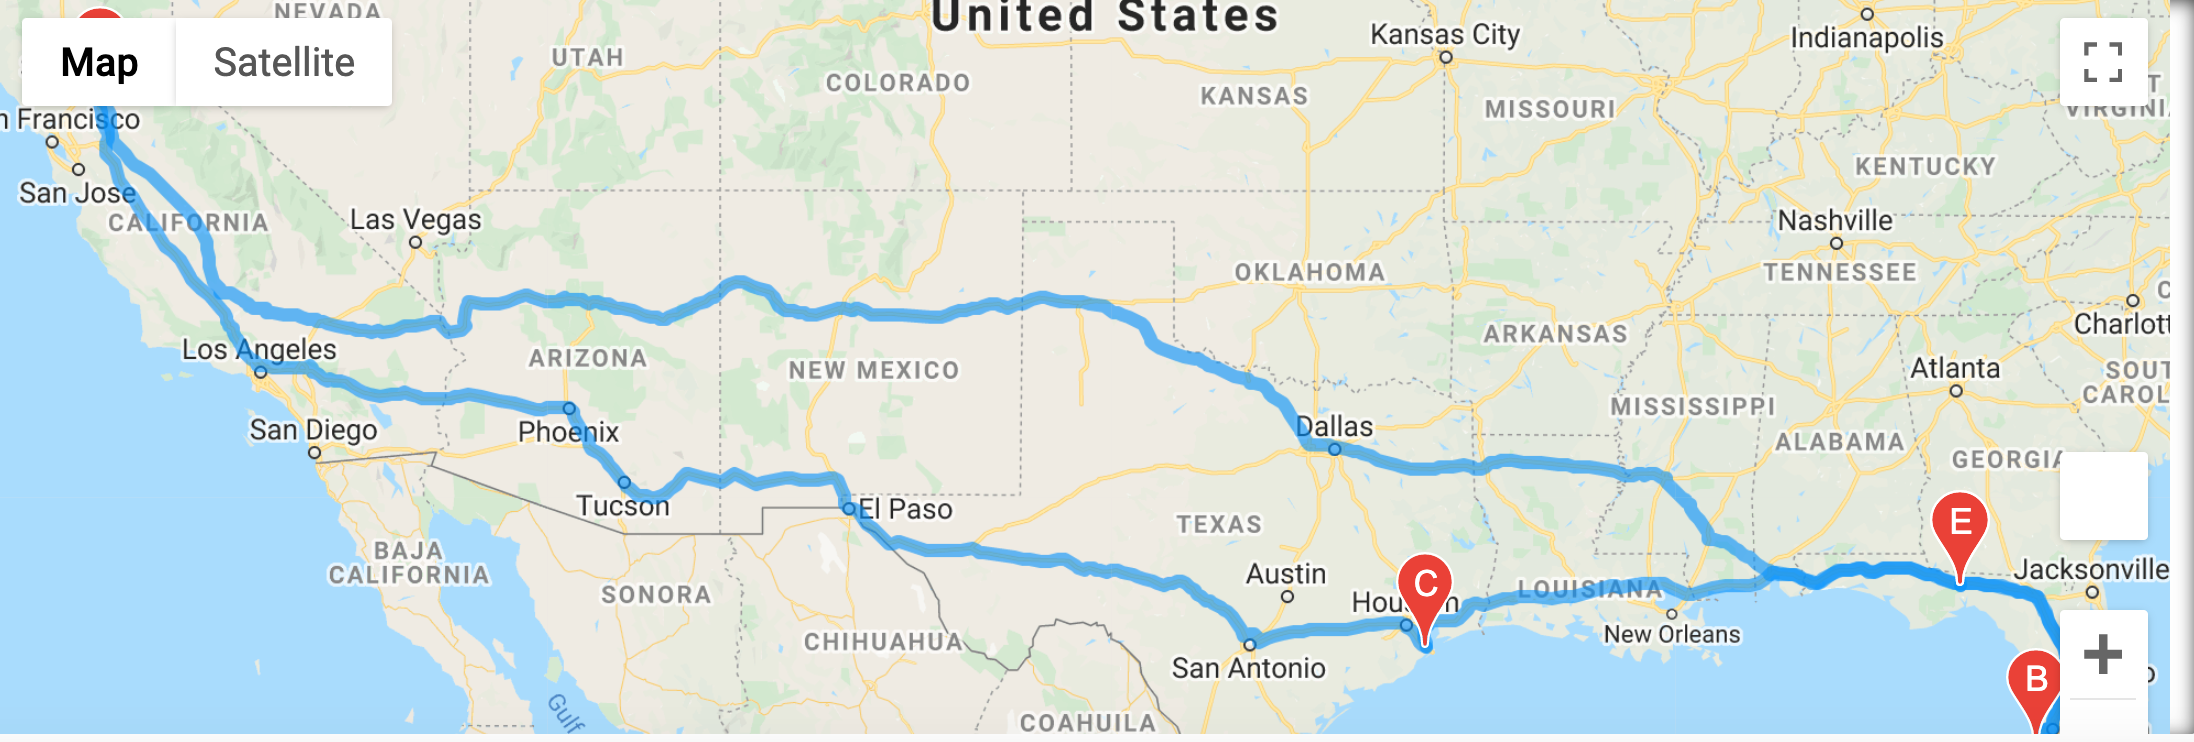 United States
NEVADA
Map
Satellite
UTAH
COLORADO
KANSAS
Kansas City
MISSOURI
Indianapolis
VIRGINI
n Francisco
San Jose
CALIFORNIA
Las Vegas
KENTUCKY
Nashville
TENNESSEE
OKLAHOMA
ARKANSAS
Charlott
Los Angeles
ARIZONA
NEW MEXICO
Atlanta
SOUT
CAROL
MISSISSIPPI
ALABAMA
GEORGIA
San Diego
Phoenix
Dallas
Tucson
El Paso
TEXAS
E
BAJA
CALIFORNIA
SONORA
CHIHUAHUA
Austin
C
LOUISIANA
Jacksonville
New Orleans
San Antonio
B
+
Gulf
COAHUILA